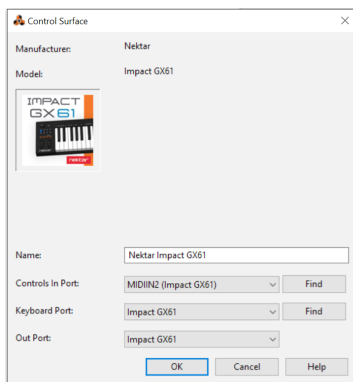 Control Surface
Manufacturer: Nektar
Model: Impact GX61
IMPACT
GX61
nektar
Name: Nektar Impact GX61
Controls In Port: MIDIIN2 (Impact GX61) Find
Keyboard Port: Impact GX61 Find
Out Port: Impact GX61
OK Cancel Help